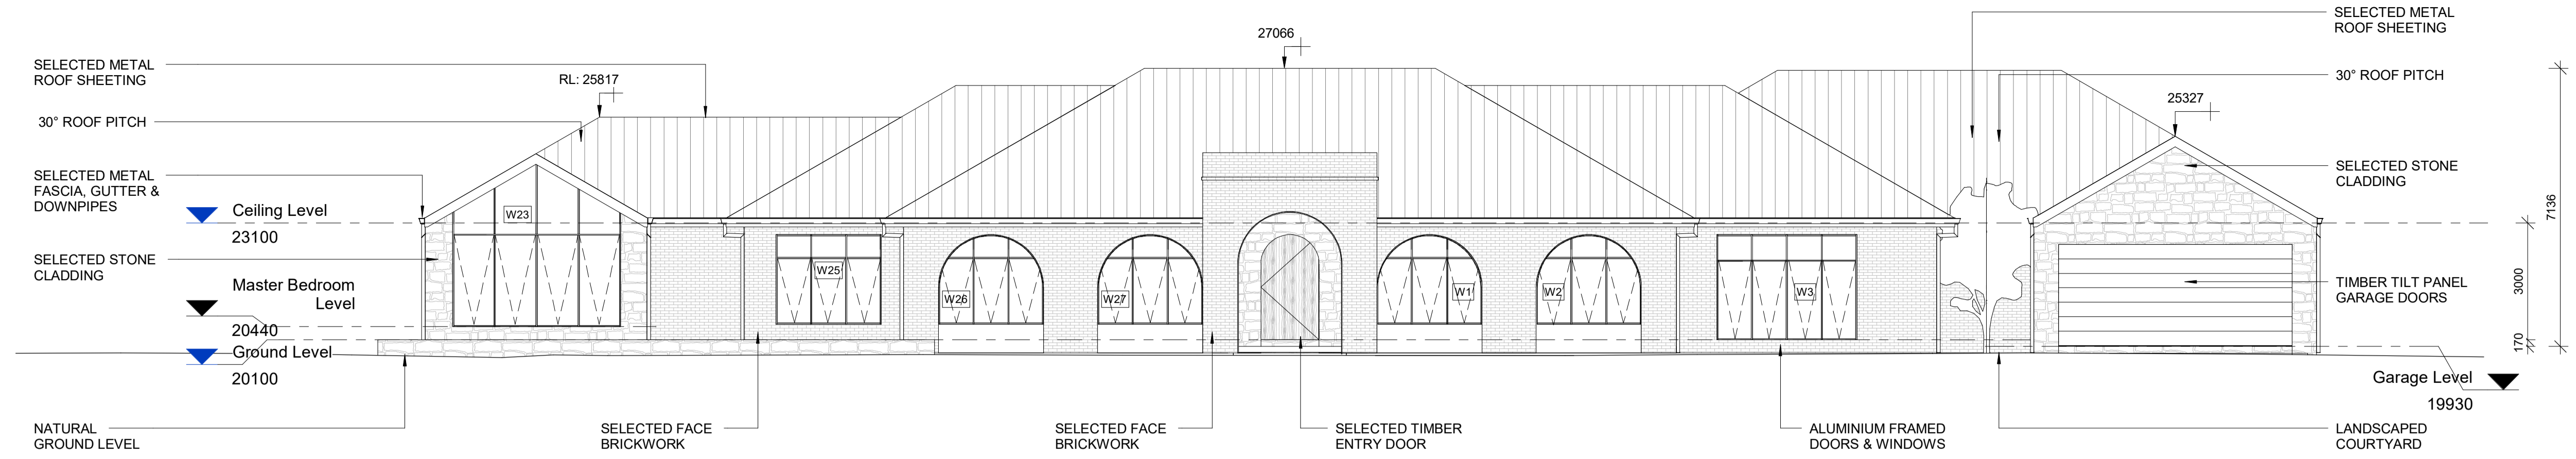 SELECTED METAL
ROOF SHEETING
30° ROOF PITCH
SELECTED METAL
FASCIA, GUTTER &
DOWNPIPES
Ceiling Level
23100
SELECTED STONE
CLADDING
Master Bedroom
Level
20440
Ground Level
20100
NATURAL
GROUND LEVEL
RL: 25817
27066
25327
W23
W25
W26
W27
W1
W2
W3
SELECTED FACE
BRICKWORK
SELECTED FACE
BRICKWORK
SELECTED TIMBER
ENTRY DOOR
ALUMINIUM FRAMED
DOORS & WINDOWS
SELECTED METAL
ROOF SHEETING
30° ROOF PITCH
SELECTED STONE
CLADDING
TIMBER TILT PANEL
GARAGE DOORS
Garage Level
19930
LANDSCAPED
COURTYARD
3000
170
7136